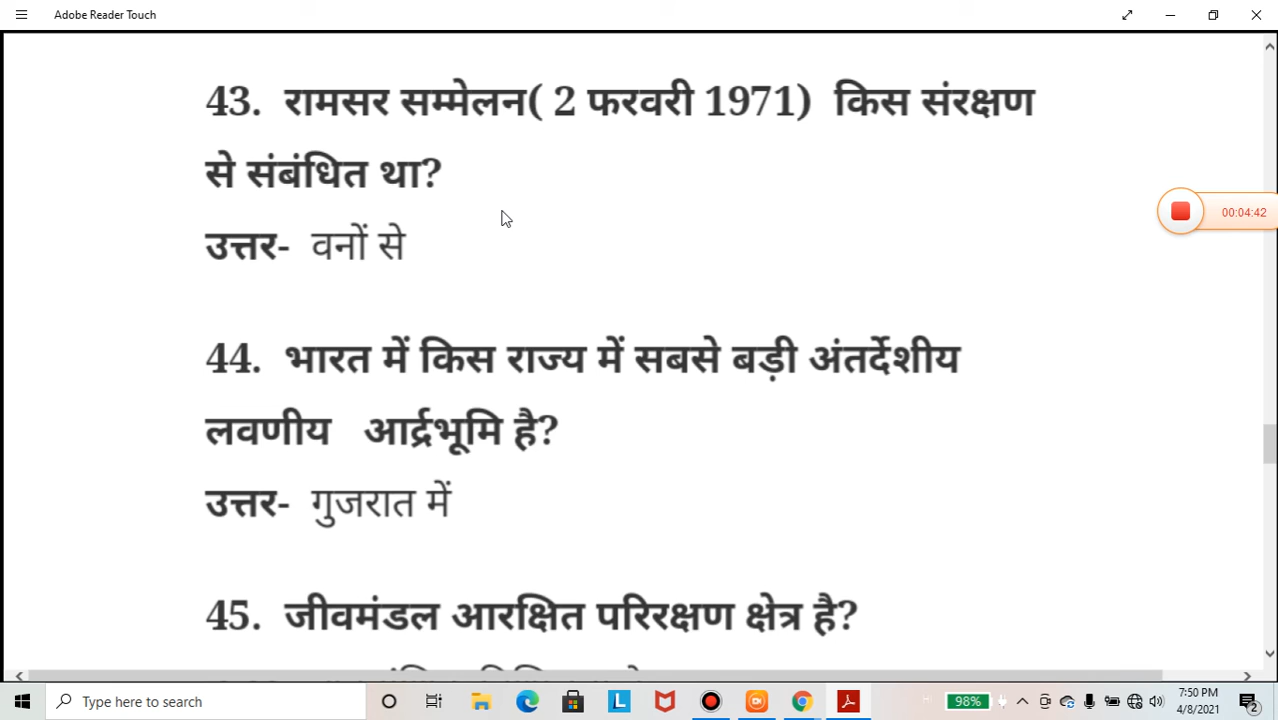 Adobe Reader Touch
43. रामसर सम्मेलन( 2 फरवरी 1971) किस संरक्षण
से संबंधित था?
00:04:42
उत्तर- वनों से
44. भारत में किस राज्य में सबसे बड़ी अंतर्देशीय
लवणीय आर्द्रभूमि है?
उत्तर- गुजरात में
45. जीवमंडल आरक्षित परिरक्षण क्षेत्र है?
Type here to search
98%
7:50 PM
4/8/2021
2